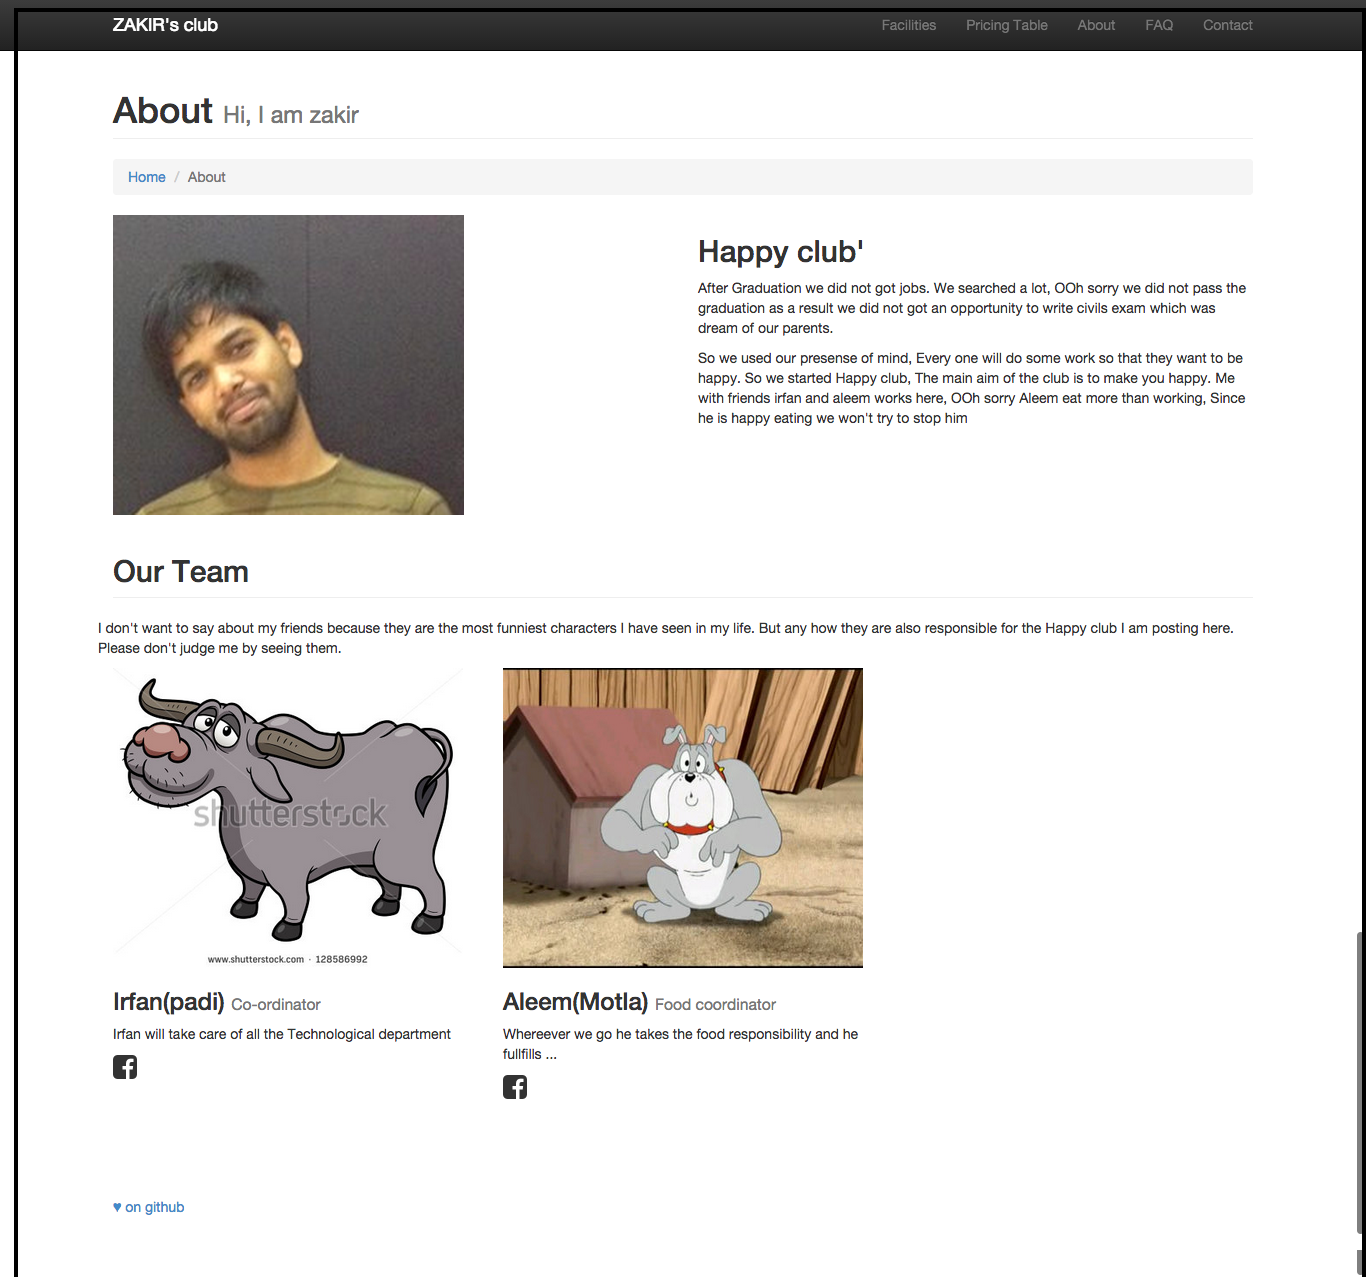 ZAKIR's club
Facilities Pricing Table About FAQ Contact
About Hi, I am zakir
Home / About
Happy club'
After Graduation we did not got jobs. We searched a lot, OOh sorry we did not pass the
graduation as a result we did not got an opportunity to write civils exam which was
dream of our parents.
So we used our presense of mind, Every one will do some work so that they want to be
happy. So we started Happy club, The main aim of the club is to make you happy. Me
with friends irfan and aleem works here, OOh sorry Aleem eat more than working, Since
he is happy eating we won't try to stop him
Our Team
I don't want to say about my friends because they are the most funniest characters I have seen in my life. But any how they are also responsible for the Happy club I am posting here.
Please don't judge me by seeing them.
shutterstock
www.shutterstock.com · 128586992
Irfan(padi) Co-ordinator
Irfan will take care of all the Technological department
Aleem(Motla) Food coordinator
Whereever we go he takes the food responsibility and he
fullfills ...
♥ on github